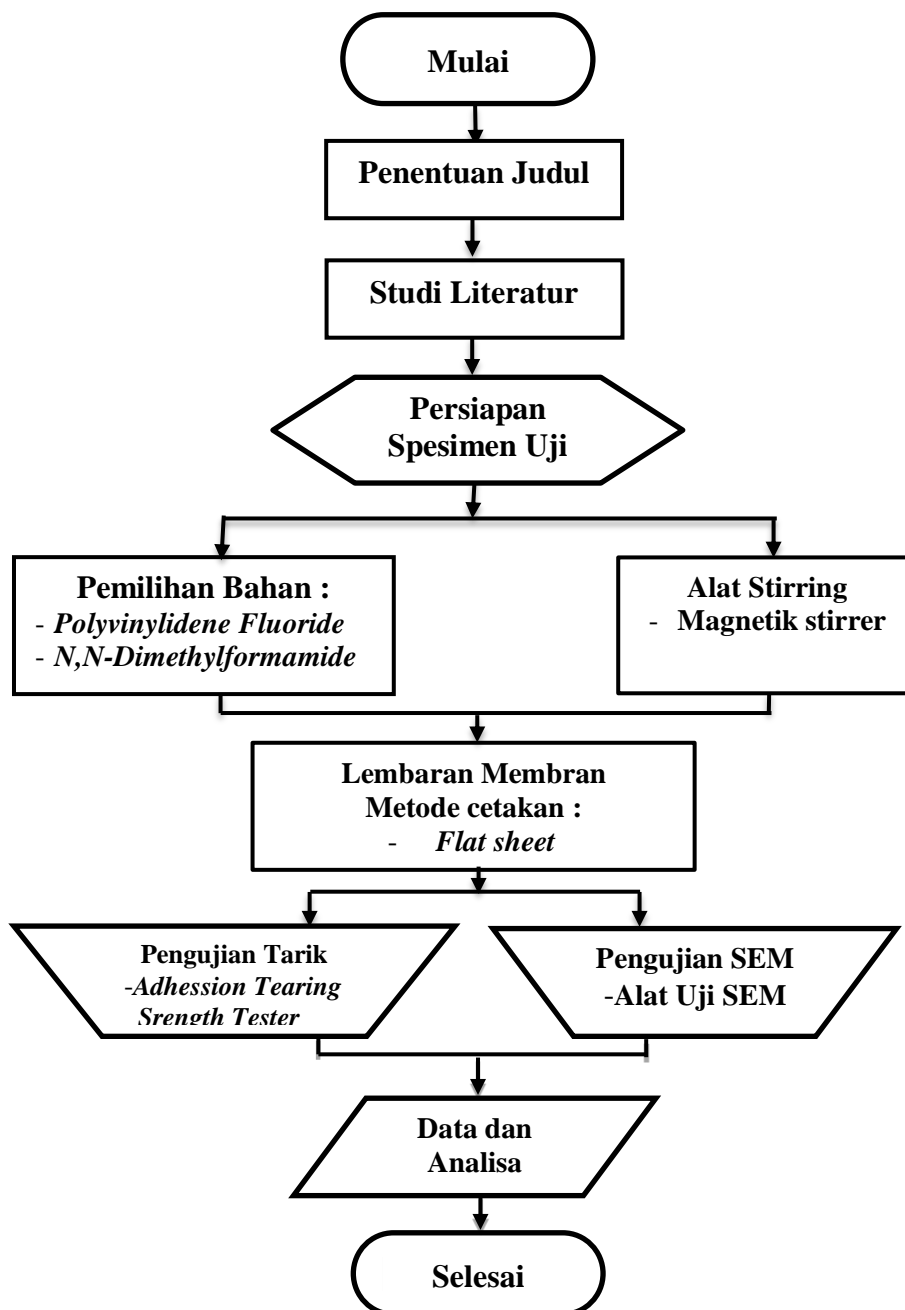 Mulai
Penentuan Judul
Studi Literatur
Persiapan
Spesimen Uji
Pemilihan Bahan :
- Polyvinylidene Fluoride
- N,N-Dimethylformamide
Alat Stirring
- Magnetik stirrer
Lembaran Membran
Metode cetakan :
- Flat sheet
Pengujian Tarik
-Adhession Tearing
Srength Tester
Pengujian SEM
-Alat Uji SEM
Data dan
Analisa
Selesai